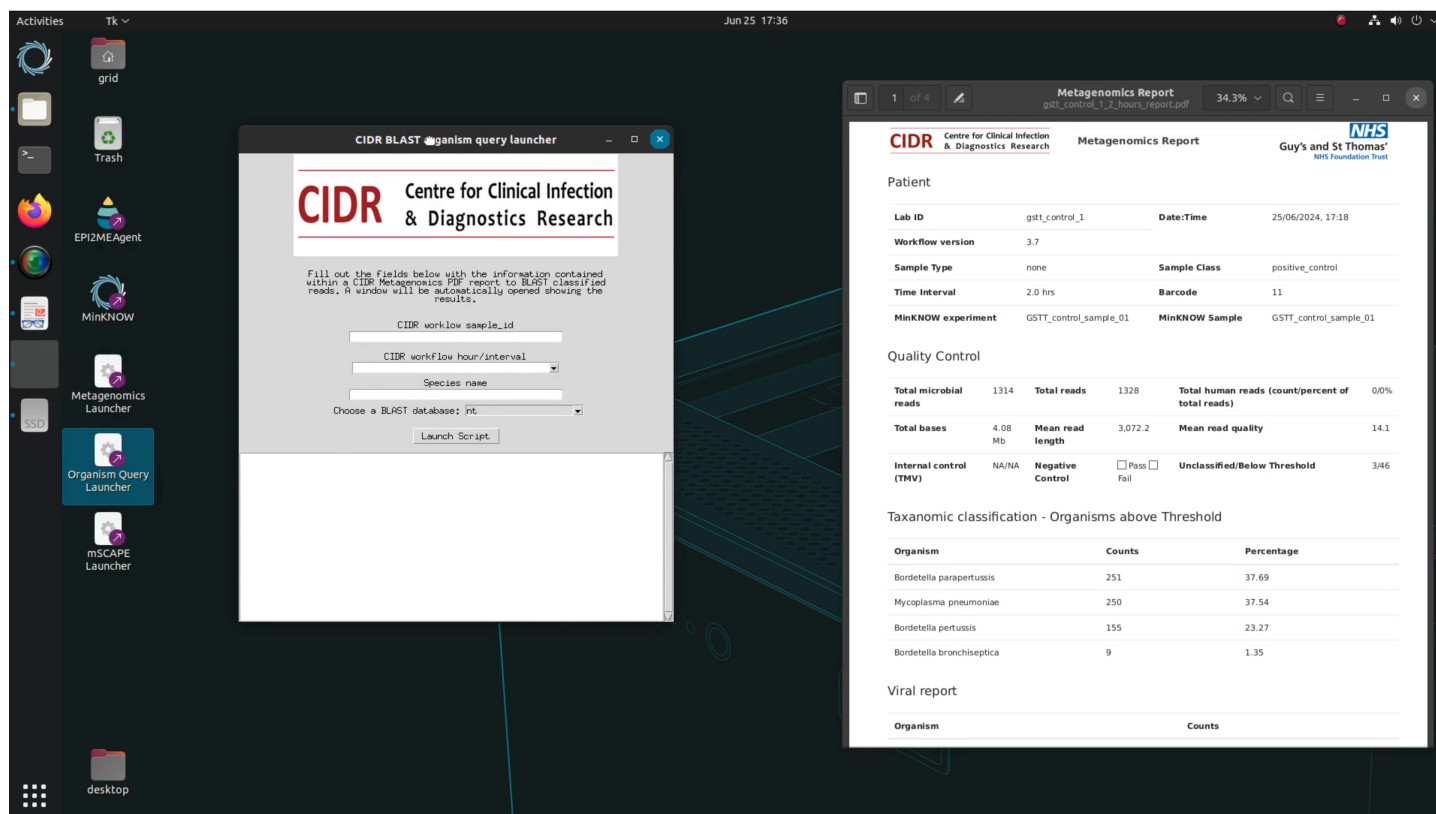 Activities
Tk
Jun 25 17:36
grid
Trash
EPI2MEAgent
MinKNOW
Metagenomics
Launcher
SSD
Organism Query
Launcher
mSCAPE
Launcher
desktop
CIDR BLAST organism query launcher
CIDR Centre for Clinical Infection
& Diagnostics Research
Fill out the fields below with the information contained
within a CIDR Metagenomics PDF report to BLAST classified
reads. A window will be automatically opened showing the
results.
CIDR worklow sample_id
CIDR workflow hour/interval
Species name
Choose a BLAST database: nt
Launch Script
1 of 4
Metagenomics Report
gstt_control_1_2_hours_report.pdf
34.3%
CIDR Centre for Clinical Infection
& Diagnostics Research
Metagenomics Report
NHS
Guy's and St Thomas'
NHS Foundation Trust
Patient
Lab ID gstt_control_1 Date:Time 25/06/2024, 17:18
Workflow version 3.7
Sample Type none Sample Class positive_control
Time Interval 2.0 hrs Barcode 11
MinKNOW experiment GSTT_control_sample_01 MinKNOW Sample GSTT_control_sample_01
Quality Control
Total microbial reads 1314 Total reads 1328 Total human reads (count/percent of total reads) 0/0%
Total bases 4.08 Mb Mean read length 3,072.2 Mean read quality 14.1
Internal control (TMV) NA/NA Negative Control Pass Fail Unclassified/Below Threshold 3/46
Taxanomic classification - Organisms above Threshold
Organism Counts Percentage
Bordetella parapertussis 251 37.69
Mycoplasma pneumoniae 250 37.54
Bordetella pertussis 155 23.27
Bordetella bronchiseptica 9 1.35
Viral report
Organism Counts